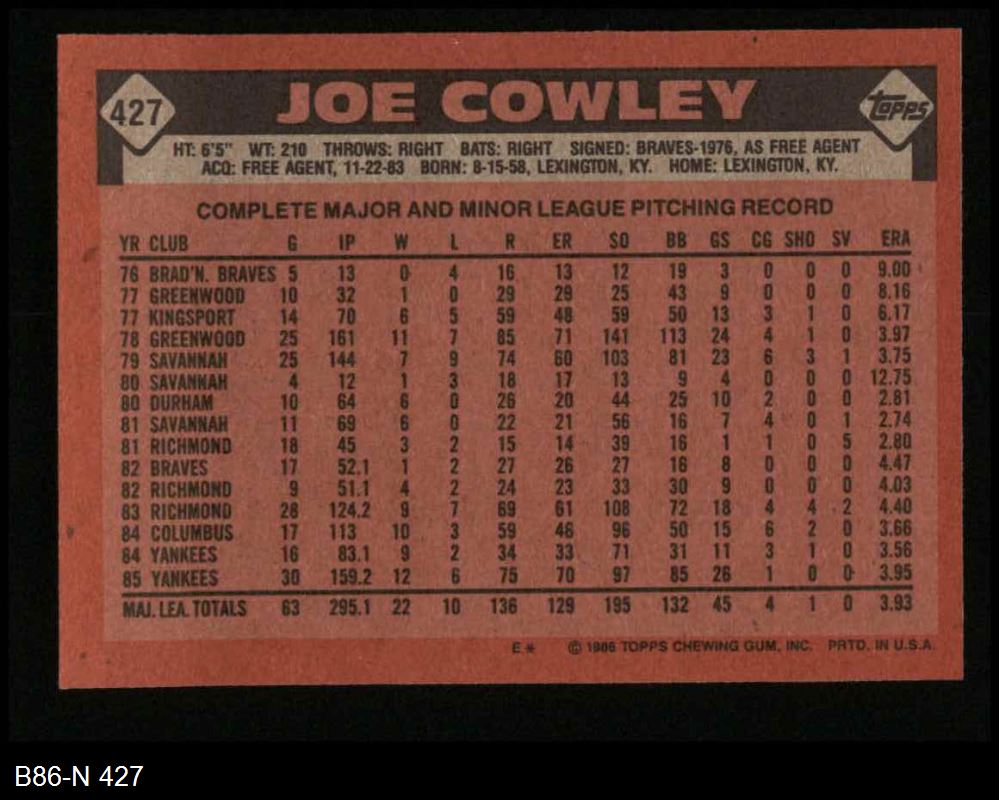 427 JOE COWLEY topps
HT: 6'5" WT: 210 THROWS: RIGHT BATS: RIGHT SIGNED: BRAVES-1976, AS FREE AGENT
ACQ: FREE AGENT, 11-22-83 BORN: 8-15-58, LEXINGTON, KY. HOME: LEXINGTON, KY.
COMPLETE MAJOR AND MINOR LEAGUE PITCHING RECORD
YR CLUB G IP W L R ER SO BB GS CG SHO SV ERA
76 BRAD'N. BRAVES 5 13 0 4 16 13 12 19 3 0 0 0 9.00
77 GREENWOOD 10 32 1 0 29 29 25 43 9 0 0 0 8.16
77 KINGSPORT 14 70 6 5 59 48 59 50 13 3 1 0 6.17
78 GREENWOOD 25 161 11 7 85 71 141 113 24 4 1 0 3.97
79 SAVANNAH 25 144 7 9 74 60 103 81 23 6 3 1 3.75
80 SAVANNAH 4 12 1 3 18 17 13 9 4 0 0 0 12.75
80 DURHAM 10 64 6 0 26 20 44 25 10 2 0 0 2.81
81 SAVANNAH 11 69 6 0 22 21 56 16 7 4 0 1 2.74
81 RICHMOND 18 45 3 2 15 14 39 16 1 1 0 5 2.80
82 BRAVES 17 52.1 1 2 27 26 27 16 8 0 0 0 4.47
82 RICHMOND 9 51.1 4 2 24 23 33 30 9 0 0 0 4.03
83 RICHMOND 28 124.2 9 7 69 61 108 72 18 4 4 2 4.40
84 COLUMBUS 17 113 10 3 59 46 96 50 15 6 2 0 3.66
84 YANKEES 16 83.1 9 2 34 33 71 31 11 3 1 0 3.56
85 YANKEES 30 159.2 12 6 75 70 97 85 26 1 0 0 3.95
MAJ. LEA. TOTALS 63 295.1 22 10 136 129 195 132 45 4 1 0 3.93
E* © 1986 TOPPS CHEWING GUM, INC. PRTD. IN U.S.A.
B86-N 427